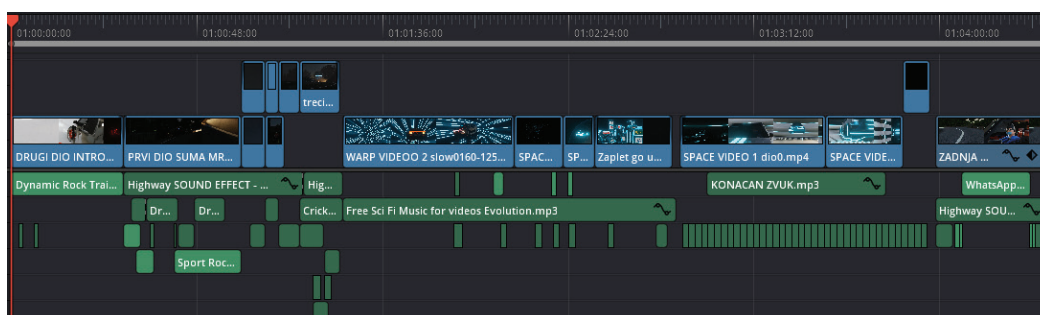 01:00:00:00 01:00:48:00 01:01:36:00 01:02:24:00 01:03:12:00 01:04:00:00
treci...
DRUGI DIO INTRO... PRVI DIO SUMA MR... WARP VIDEOO 2 slow0160-125... SPAC... SP... Zaplet go u... SPACE VIDEO 1 dio0.mp4 SPACE VIDE... ZADNJA ...
Dynamic Rock Trai... Highway SOUND EFFECT - ... Hig... KONACAN ZVUK.mp3 WhatsApp...
Dr... Dr... Crick... Free Sci Fi Music for videos Evolution.mp3 Highway SOU...
Sport Roc...